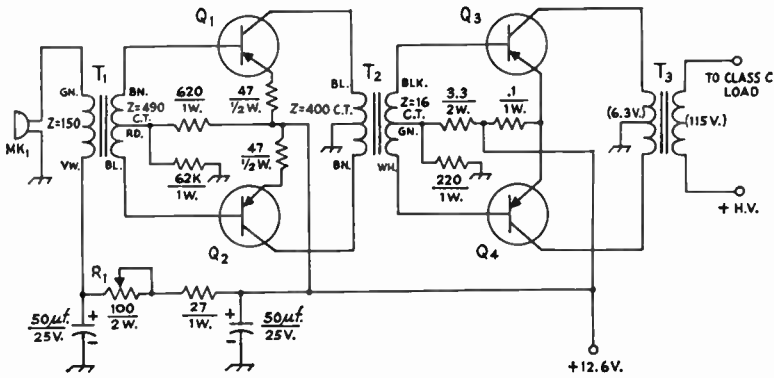 Q1
Q3
T1
T2
T3
GN.
BN.
620
1W.
47
1/2W.
BL.
BLK.
3.3
2W.
.1
1W.
TO CLASS C
LOAD
Z=150
Z=490
C.T.
RD.
Z=400 C.T.
Z=16
C.T.
GN.
(6.3V.)
(115V.)
MK1
VW.
BL.
62K
1W.
47
1/2W.
BN.
WH.
220
1W.
+ H.V.
Q2
Q4
R1
100
2W.
27
1W.
50µf.
25V.
+
-
50µf.
25V.
+
-
+12.6V.